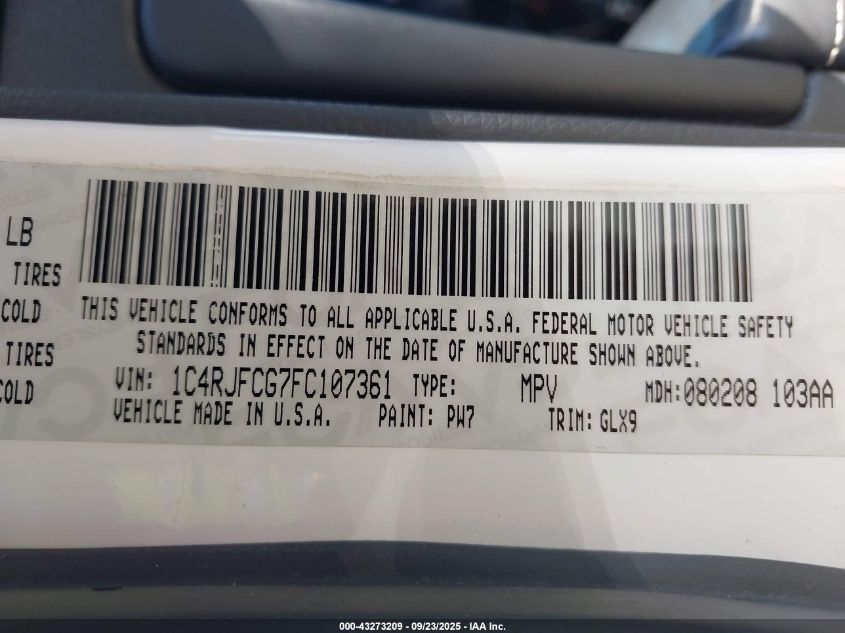 LB
TIRES
COLD
TIRES
COLD
THIS VEHICLE CONFORMS TO ALL APPLICABLE U.S.A. FEDERAL MOTOR VEHICLE SAFETY
STANDARDS IN EFFECT ON THE DATE OF MANUFACTURE SHOWN ABOVE.
VIN: 1C4RJFCG7FC107361 TYPE: MPV MDH:080208 103AA
VEHICLE MADE IN U.S.A. PAINT: PW7 TRIM: GLX9
000-43273209 - 09/23/2025 - IAA Inc.